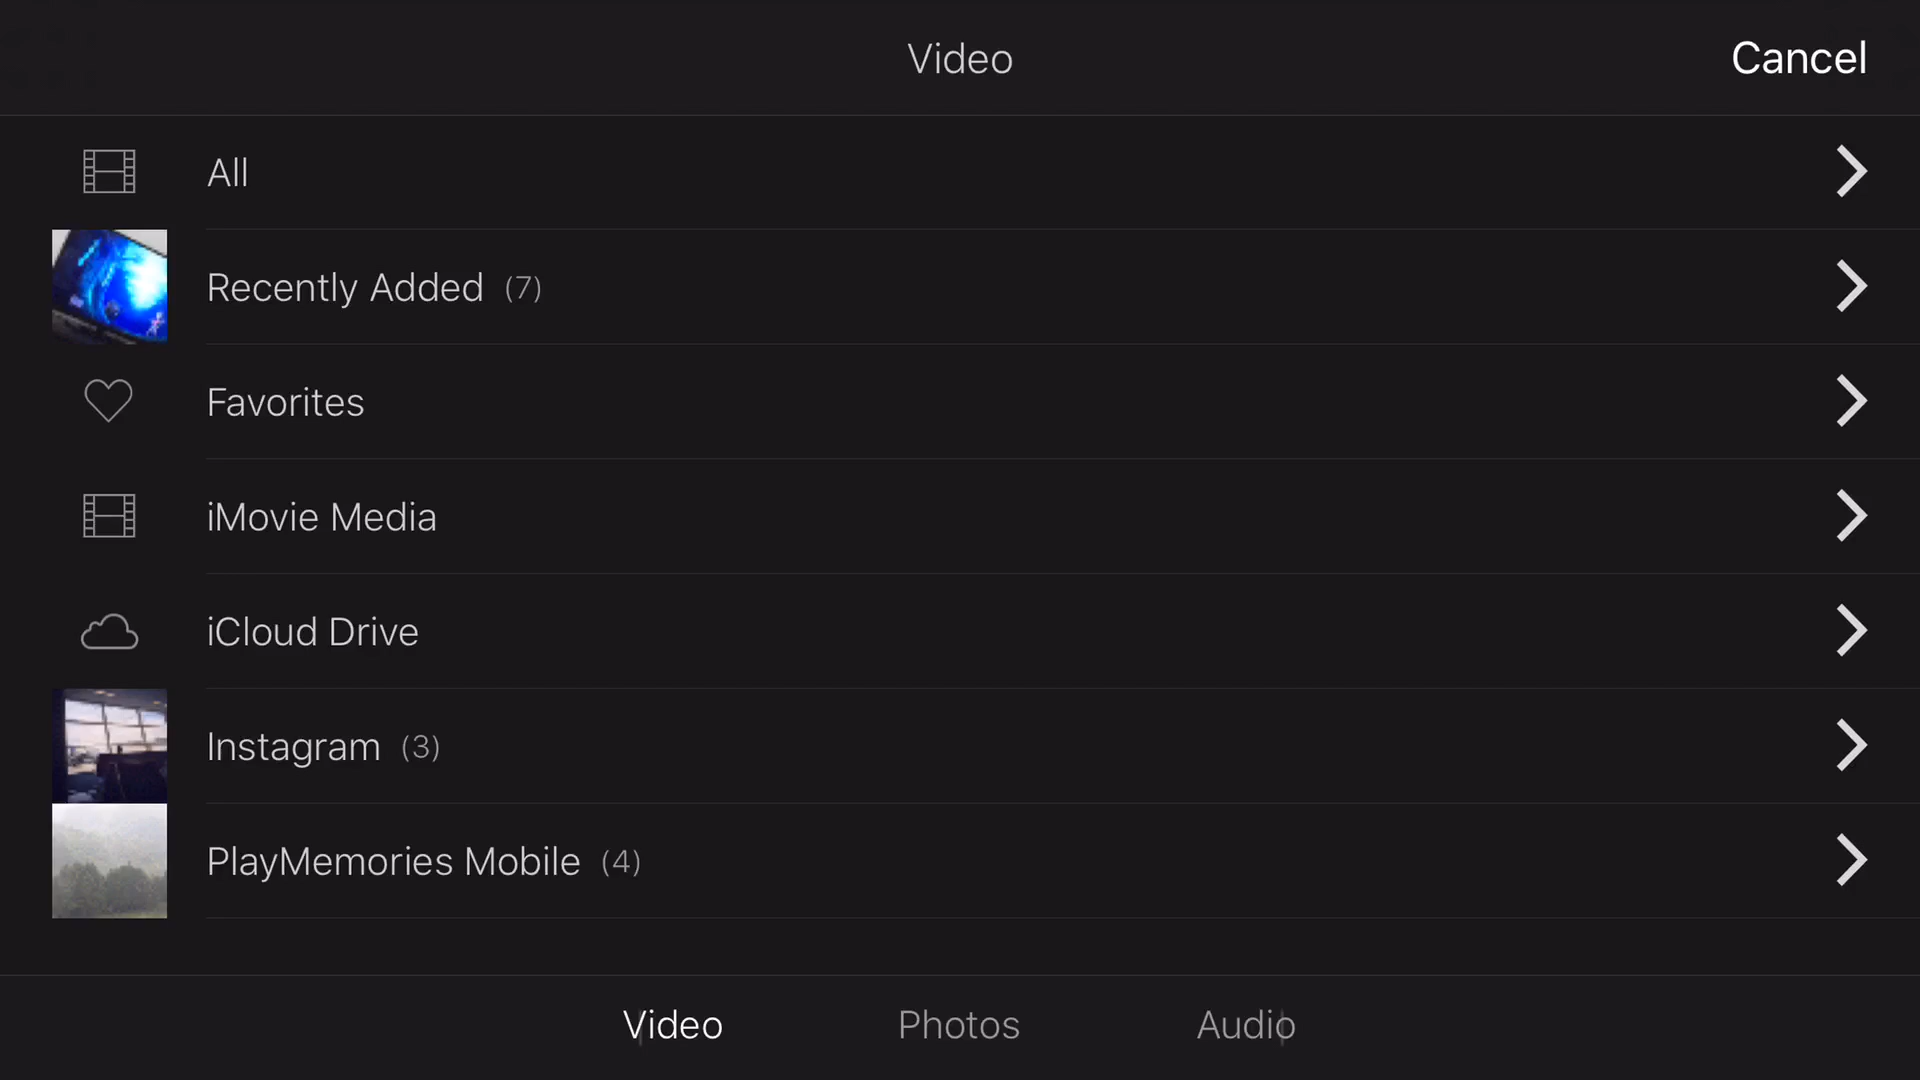 Video
Cancel
All
Recently Added (7)
Favorites
iMovie Media
iCloud Drive
Instagram (3)
PlayMemories Mobile (4)
Video
Photos
Audio